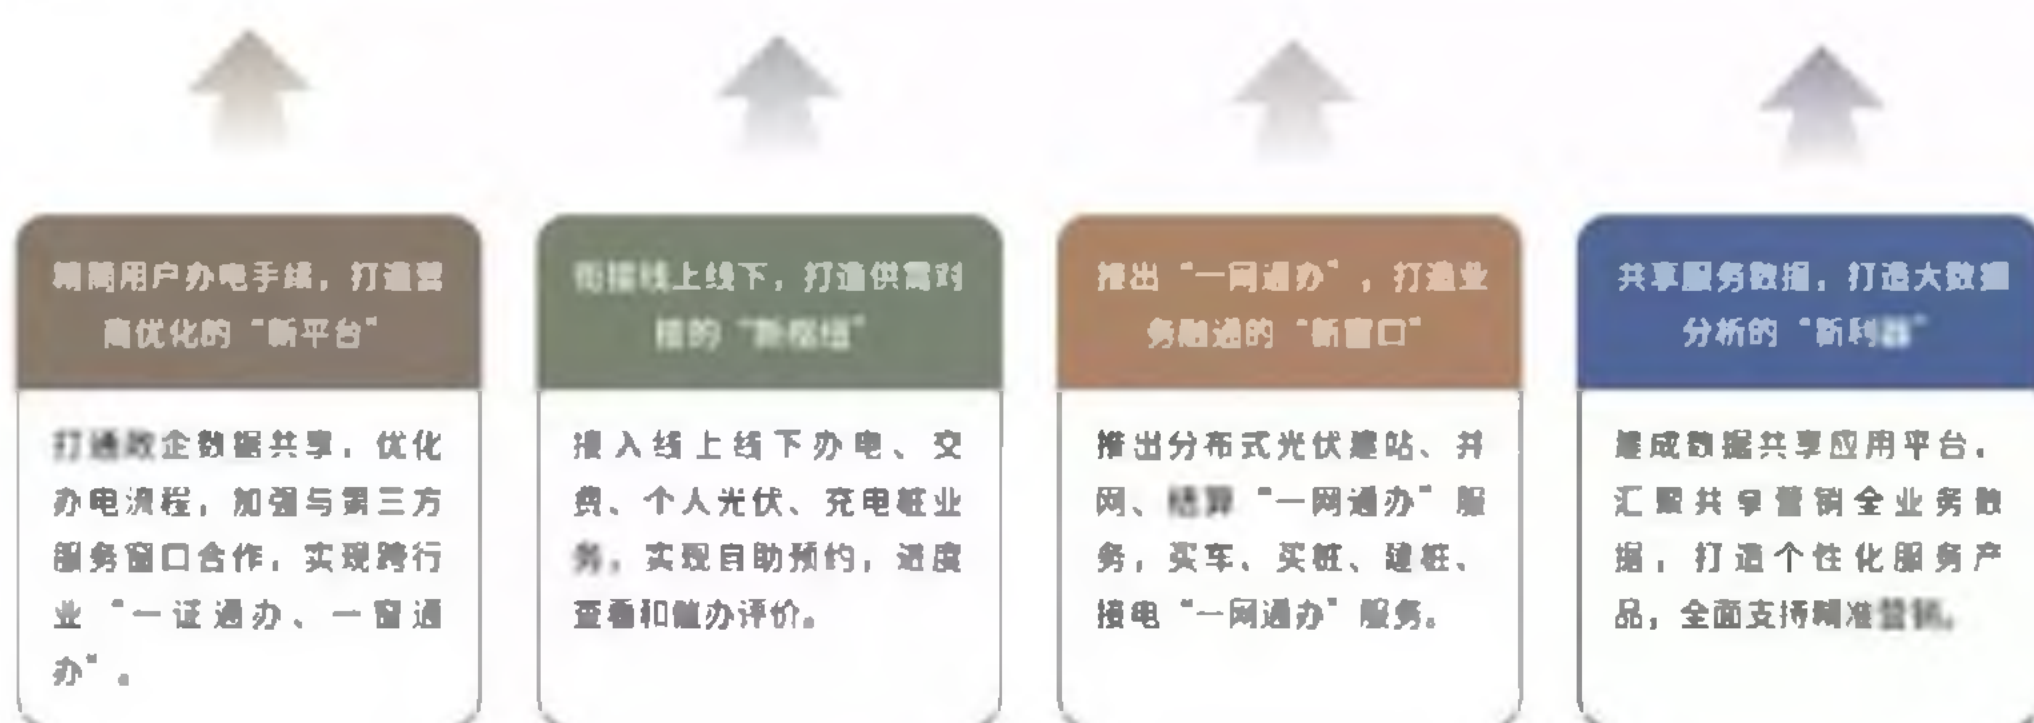 精简用户办电手续，打造营
商优化的“新平台”
打通政企数据共享，优化
办电流程，加强与第三方
服务窗口合作，实现跨行
业“一证通办、一窗通
办”。
衔接线上线下，打造供需对
接的“新枢纽”
接入线上线下办电、交
费、个人光伏、充电桩业
务，实现自助预约，进度
查看和催办评价。
推出“一网通办”，打造业
务融通的“新窗口”
推出分布式光伏建站、并
网、结算“一网通办”服
务，买车、买桩、建桩、
接电“一网通办”服务。
共享服务数据，打造大数据
分析的“新利器”
建成数据共享应用平台，
汇聚共享营销全业务数
据，打造个性化服务产
品，全面支持精准营销。